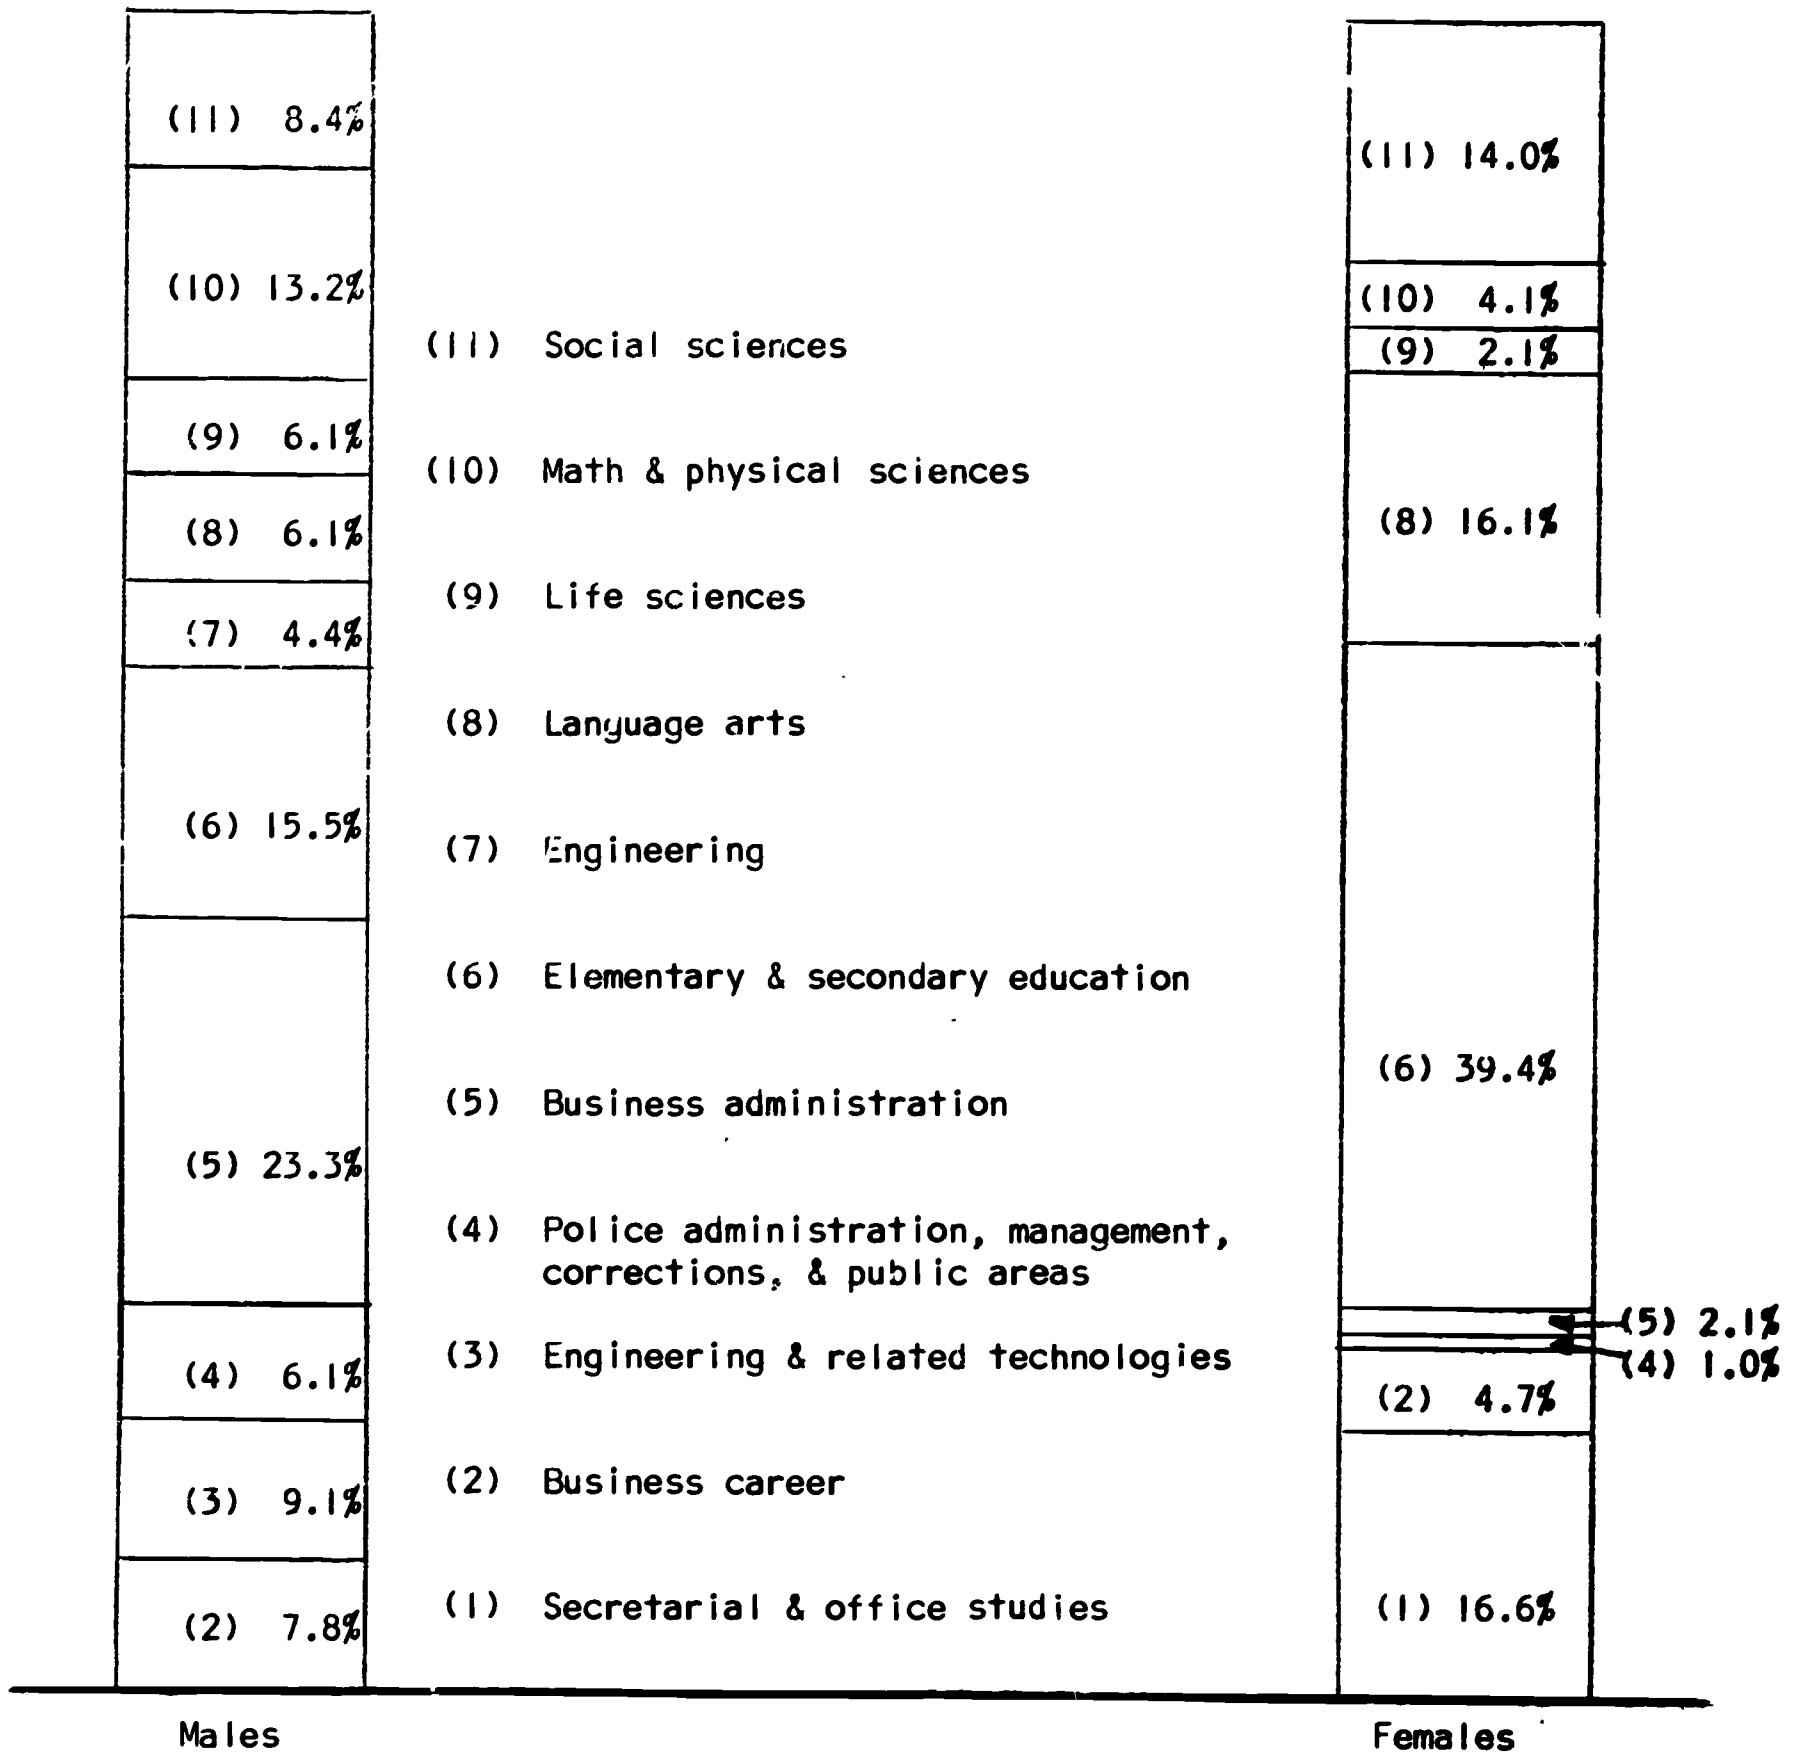 (11) 8.4%
(10) 13.2%
(9) 6.1%
(8) 6.1%
(7) 4.4%
(6) 15.5%
(5) 23.3%
(4) 6.1%
(3) 9.1%
(2) 7.8%
Males
(11) Social sciences
(10) Math & physical sciences
(9) Life sciences
(8) Language arts
(7) Engineering
(6) Elementary & secondary education
(5) Business administration
(4) Police administration, management,
corrections, & public areas
(3) Engineering & related technologies
(2) Business career
(1) Secretarial & office studies
(11) 14.0%
(10) 4.1%
(9) 2.1%
(8) 16.1%
(6) 39.4%
(5) 2.1%
(4) 1.0%
(2) 4.7%
(1) 16.6%
Females